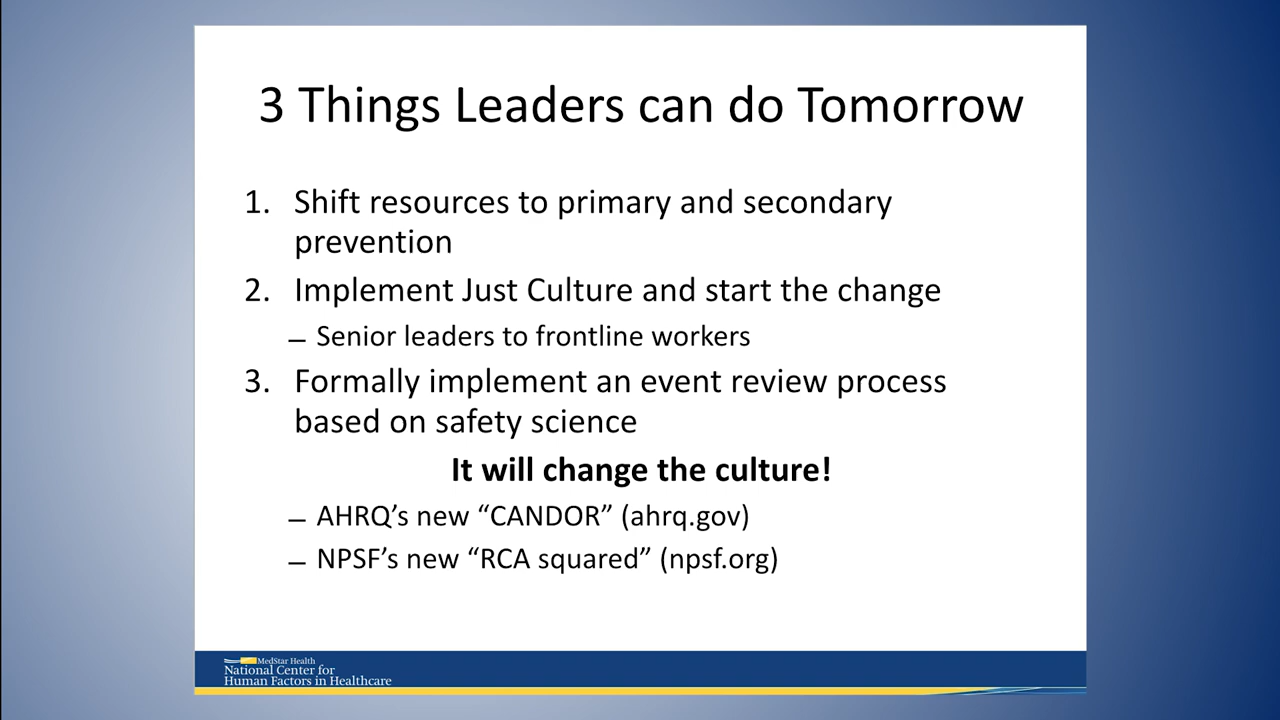 3 Things Leaders can do Tomorrow
1. Shift resources to primary and secondary
prevention
2. Implement Just Culture and start the change
– Senior leaders to frontline workers
3. Formally implement an event review process
based on safety science
It will change the culture!
– AHRQ’s new “CANDOR” (ahrq.gov)
– NPSF’s new “RCA squared” (npsf.org)
MedStar Health
National Center for
Human Factors in Healthcare